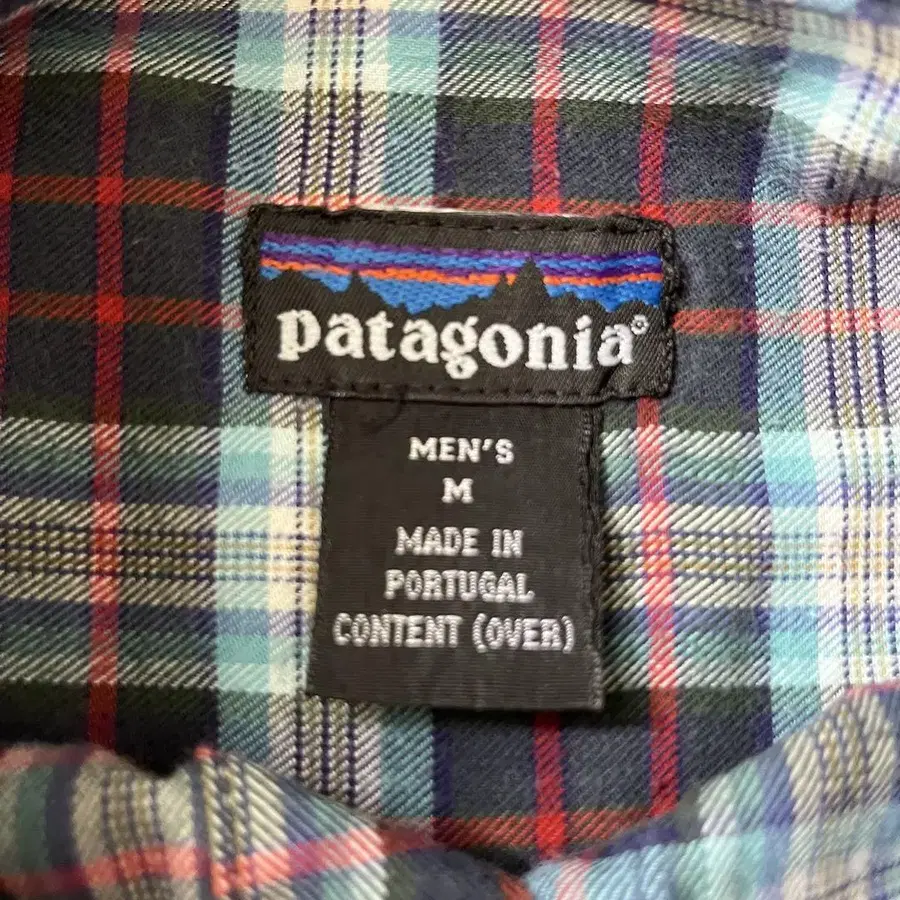 patagonia®
MEN'S
M
MADE IN
PORTUGAL
CONTENT (OVER)